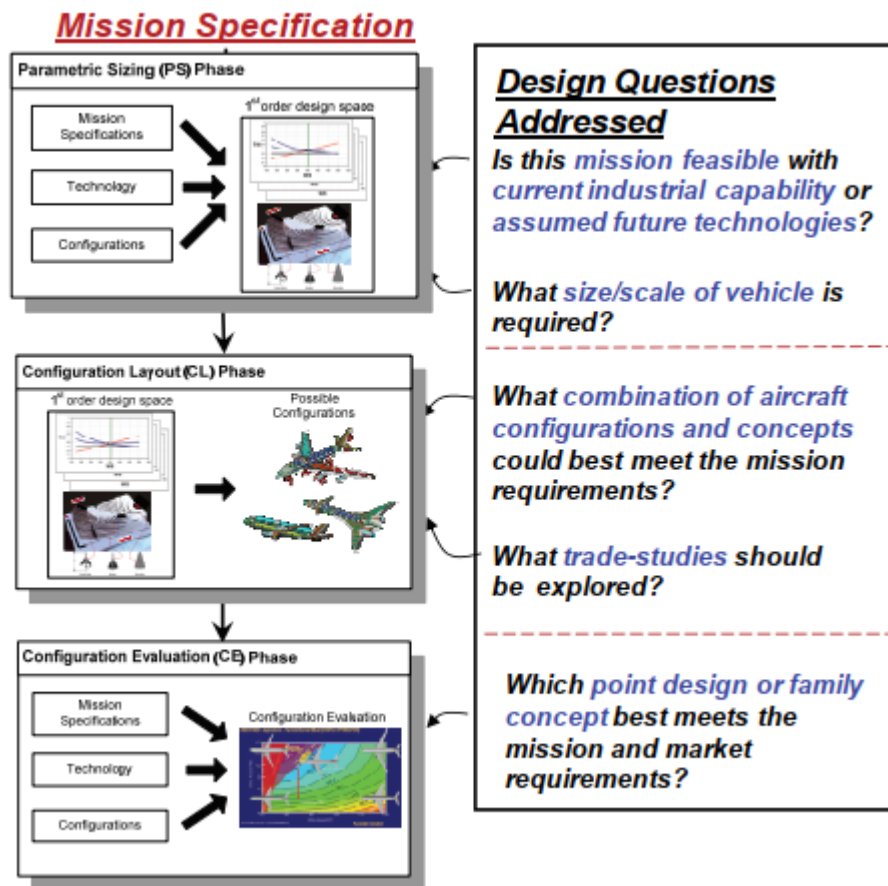 Mission Specification
Parametric Sizing (PS) Phase
Mission
Specifications
Technology
Configurations
1st order design space
Configuration Layout (CL) Phase
1st order design space
Possible
Configurations
Configuration Evaluation (CE) Phase
Mission
Specifications
Technology
Configurations
Configuration Evaluation
Design Questions
Addressed
Is this mission feasible with
current industrial capability or
assumed future technologies?
What size/scale of vehicle is
required?
What combination of aircraft
configurations and concepts
could best meet the mission
requirements?
What trade-studies should
be explored?
Which point design or family
concept best meets the
mission and market
requirements?